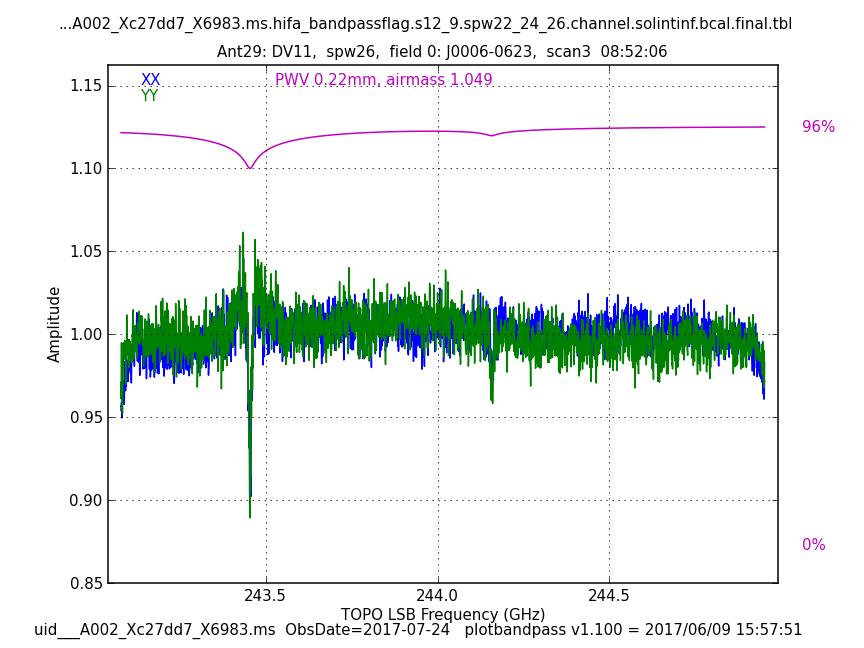 ...A002_Xc27dd7_X6983.ms.hifa_bandpassflag.s12_9.spw22_24_26.channel.solintinf.bcal.final.tbl
Ant29: DV11,  spw26,  field 0: J0006-0623,  scan3  08:52:06
XX
PWV 0.22mm, airmass 1.049
YY
1.15
1.10
1.05
1.00
0.95
0.90
0.85
Amplitude
96%
0%
243.5 244.0 244.5
TOPO LSB Frequency (GHz)
uid___A002_Xc27dd7_X6983.ms  ObsDate=2017-07-24   plotbandpass v1.100 = 2017/06/09 15:57:51